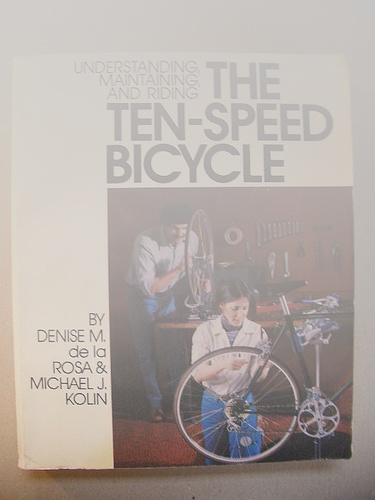 UNDERSTANDING,
MAINTAINING,
AND RIDING THE
TEN-SPEED
BICYCLE
BY
DENISE M.
de la
ROSA &
MICHAEL J.
KOLIN